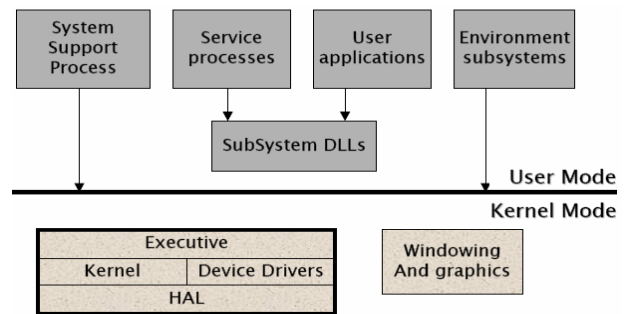 System
Support
Process
Service
processes
User
applications
Environment
subsystems
SubSystem DLLs
User Mode
Kernel Mode
Executive
Kernel
Device Drivers
HAL
Windowing
And graphics